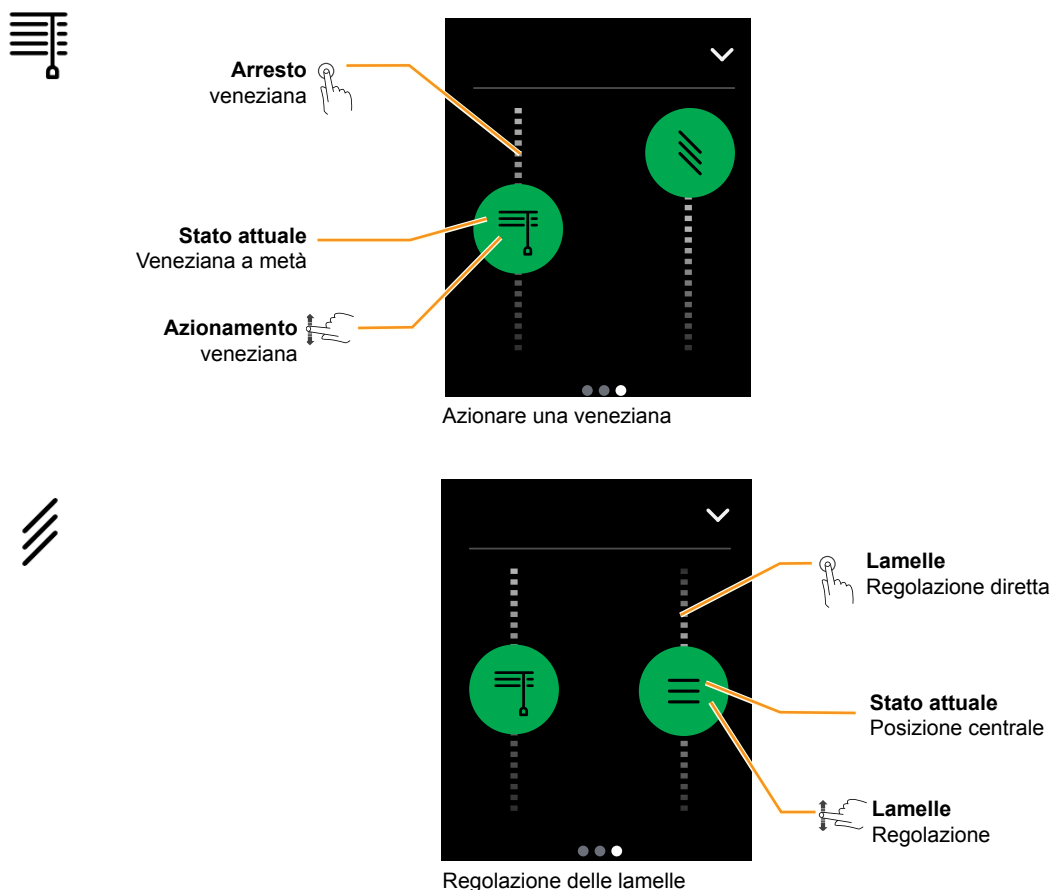 Arresto
veneziana
Stato attuale
Veneziana a metà
Azionamento
veneziana
Azionare una veneziana
Lamelle
Regolazione diretta
Stato attuale
Posizione centrale
Lamelle
Regolazione
Regolazione delle lamelle